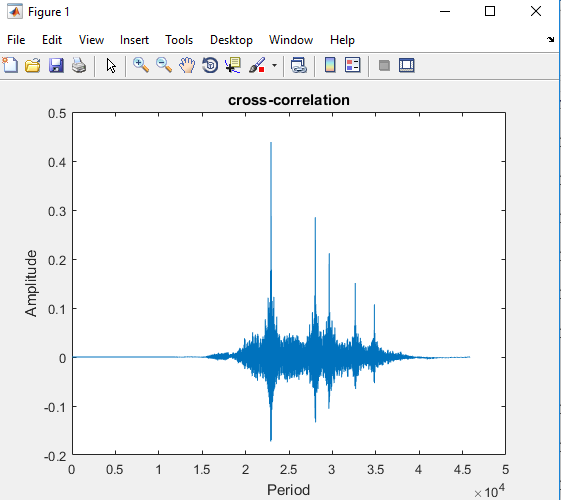 Figure 1
File Edit View Insert Tools Desktop Window Help
cross-correlation
0.5
0.4
0.3
0.2
0.1
0
-0.1
-0.2
Amplitude
0 0.5 1 1.5 2 2.5 3 3.5 4 4.5 5
Period
×10⁴